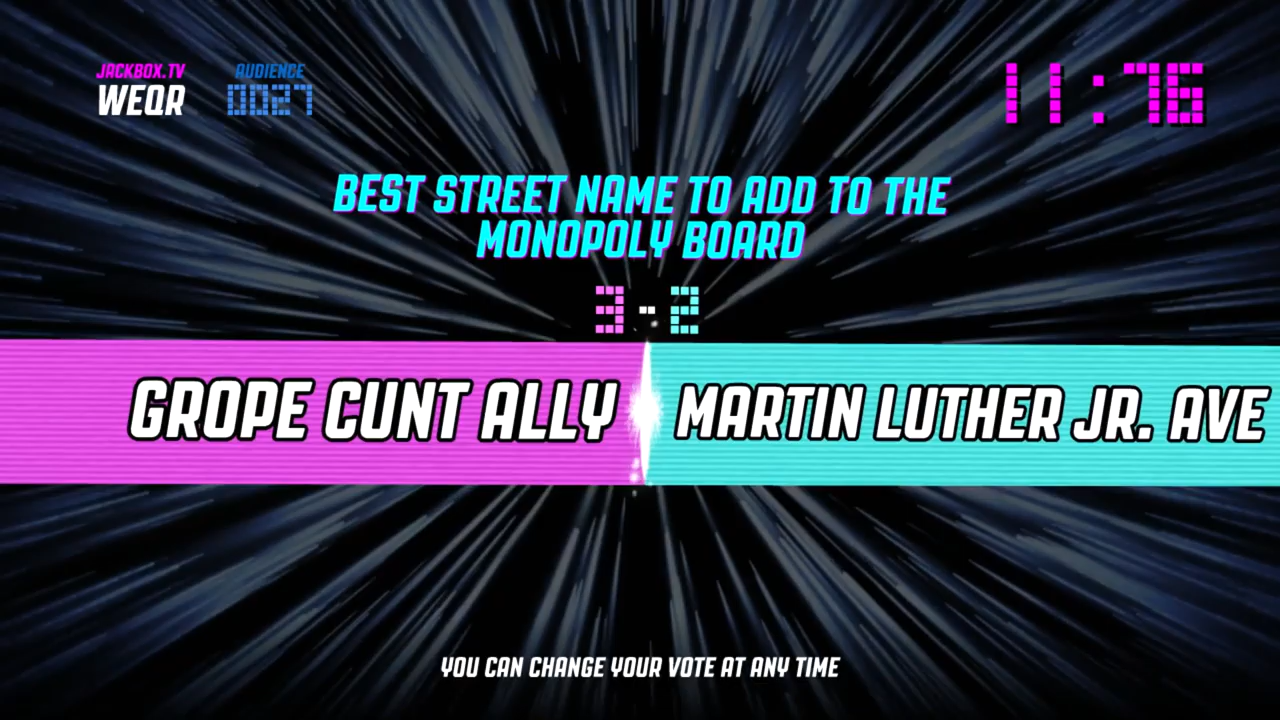 JACKBOX.TV
WEQR
AUDIENCE
0027
11:76
BEST STREET NAME TO ADD TO THE
MONOPOLY BOARD
3-2
GROPE CUNT ALLY
MARTIN LUTHER JR. AVE
YOU CAN CHANGE YOUR VOTE AT ANY TIME